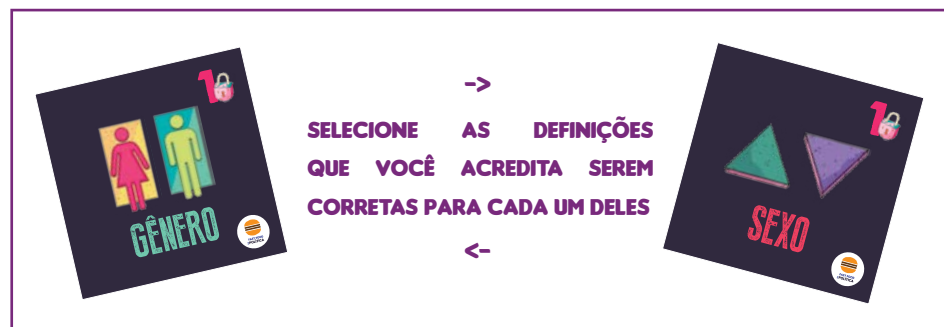 1
GÊNERO
->
SELECIONE AS DEFINIÇÕES
QUE VOCÊ ACREDITA SEREM
CORRETAS PARA CADA UM DELES
<-
1
SEXO